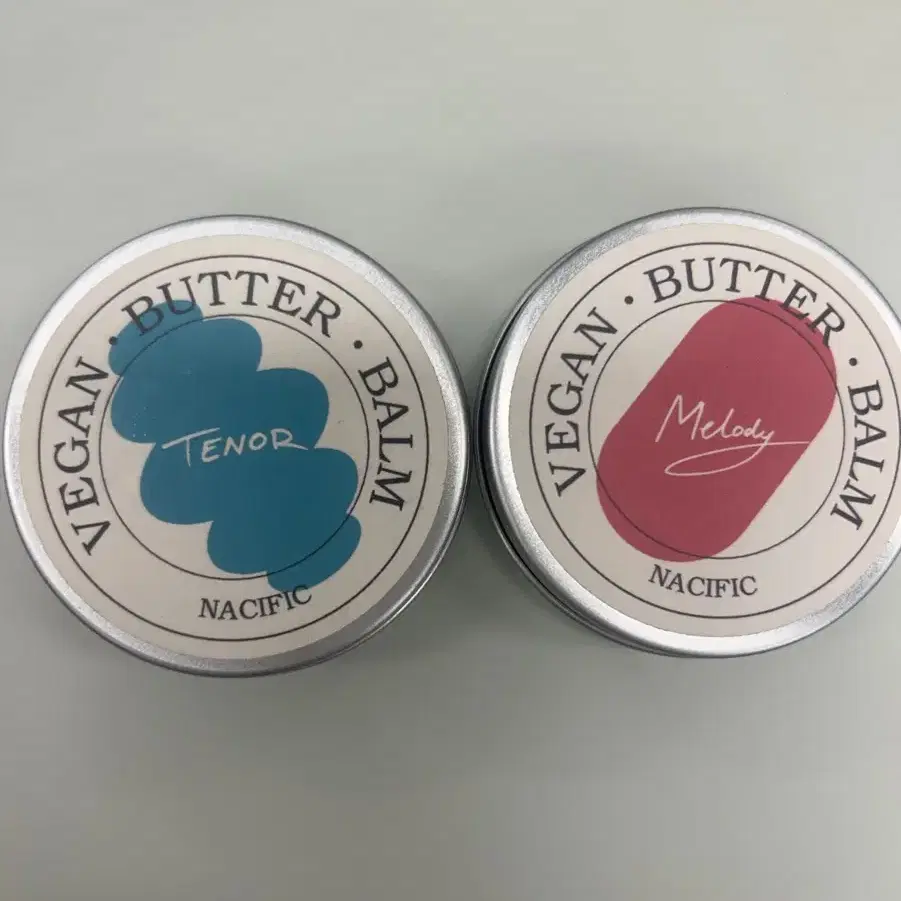 VEGAN · BUTTER · BALM
TENOR
NACIFIC
VEGAN · BUTTER · BALM
Melody
NACIFIC